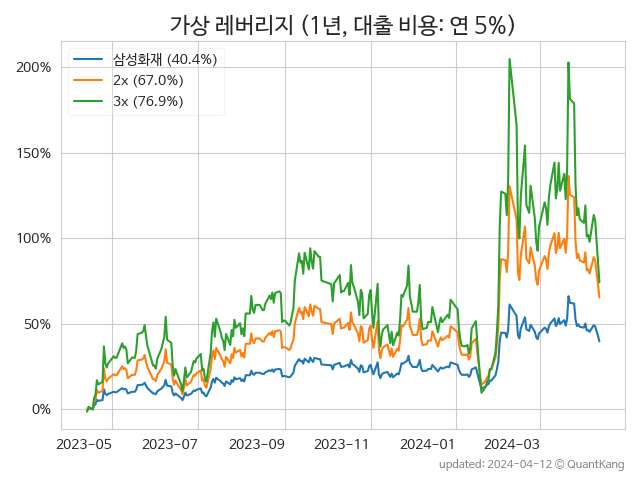 가상 레버리지 (1년, 대출 비용: 연 5%)
삼성화재 (40.4%)
2x (67.0%)
3x (76.9%)
200%
150%
100%
50%
0%
2023-05 2023-07 2023-09 2023-11 2024-01 2024-03
updated: 2024-04-12 © QuantKang